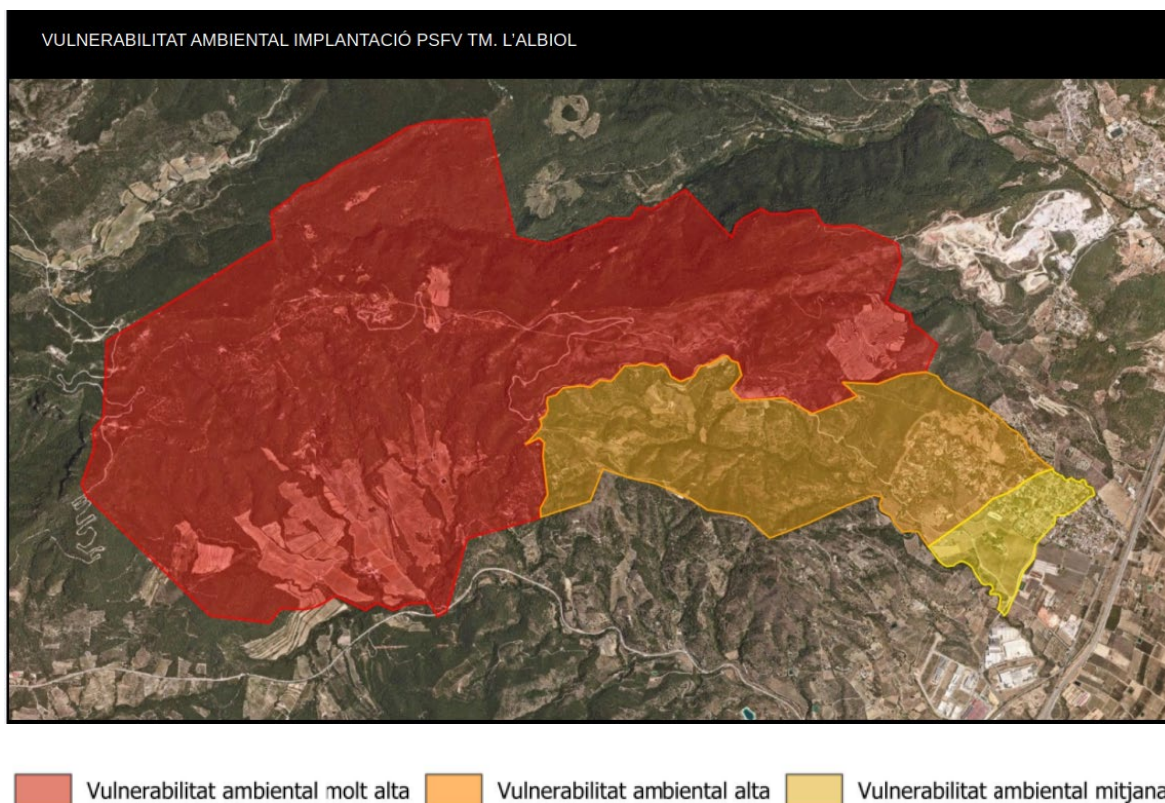 VULNERABILITAT AMBIENTAL IMPLANTACIÓ PSFV TM. L'ALBIOL
Vulnerabilitat ambiental molt alta Vulnerabilitat ambiental alta Vulnerabilitat ambiental mitjana